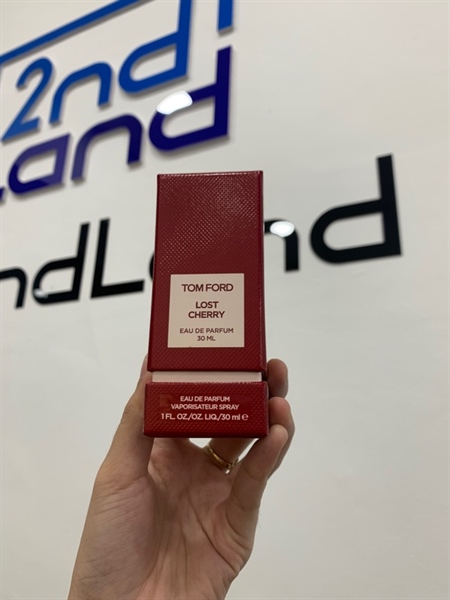 2nd
Land
ndLand
TOM FORD
LOST
CHERRY
EAU DE PARFUM
30 ML
EAU DE PARFUM
VAPORISATEUR SPRAY
1 FL. OZ./OZ. LIQ./30 ml ℮